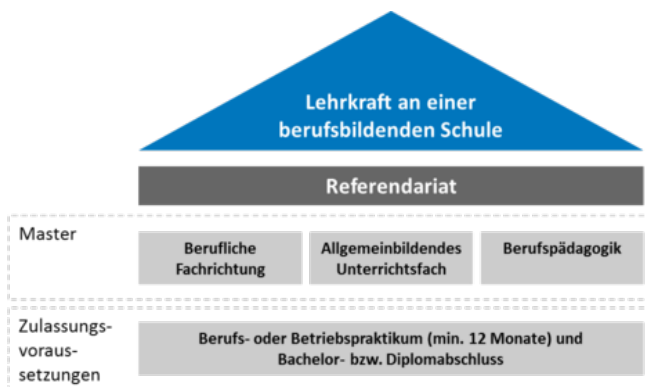 Lehrkraft an einer
berufsbildenden Schule
Referendariat
Master
Berufliche
Fachrichtung
Allgemeinbildendes
Unterrichtsfach
Berufspädagogik
Zulassungs-
voraus-
setzungen
Berufs- oder Betriebspraktikum (min. 12 Monate) und
Bachelor- bzw. Diplomabschluss